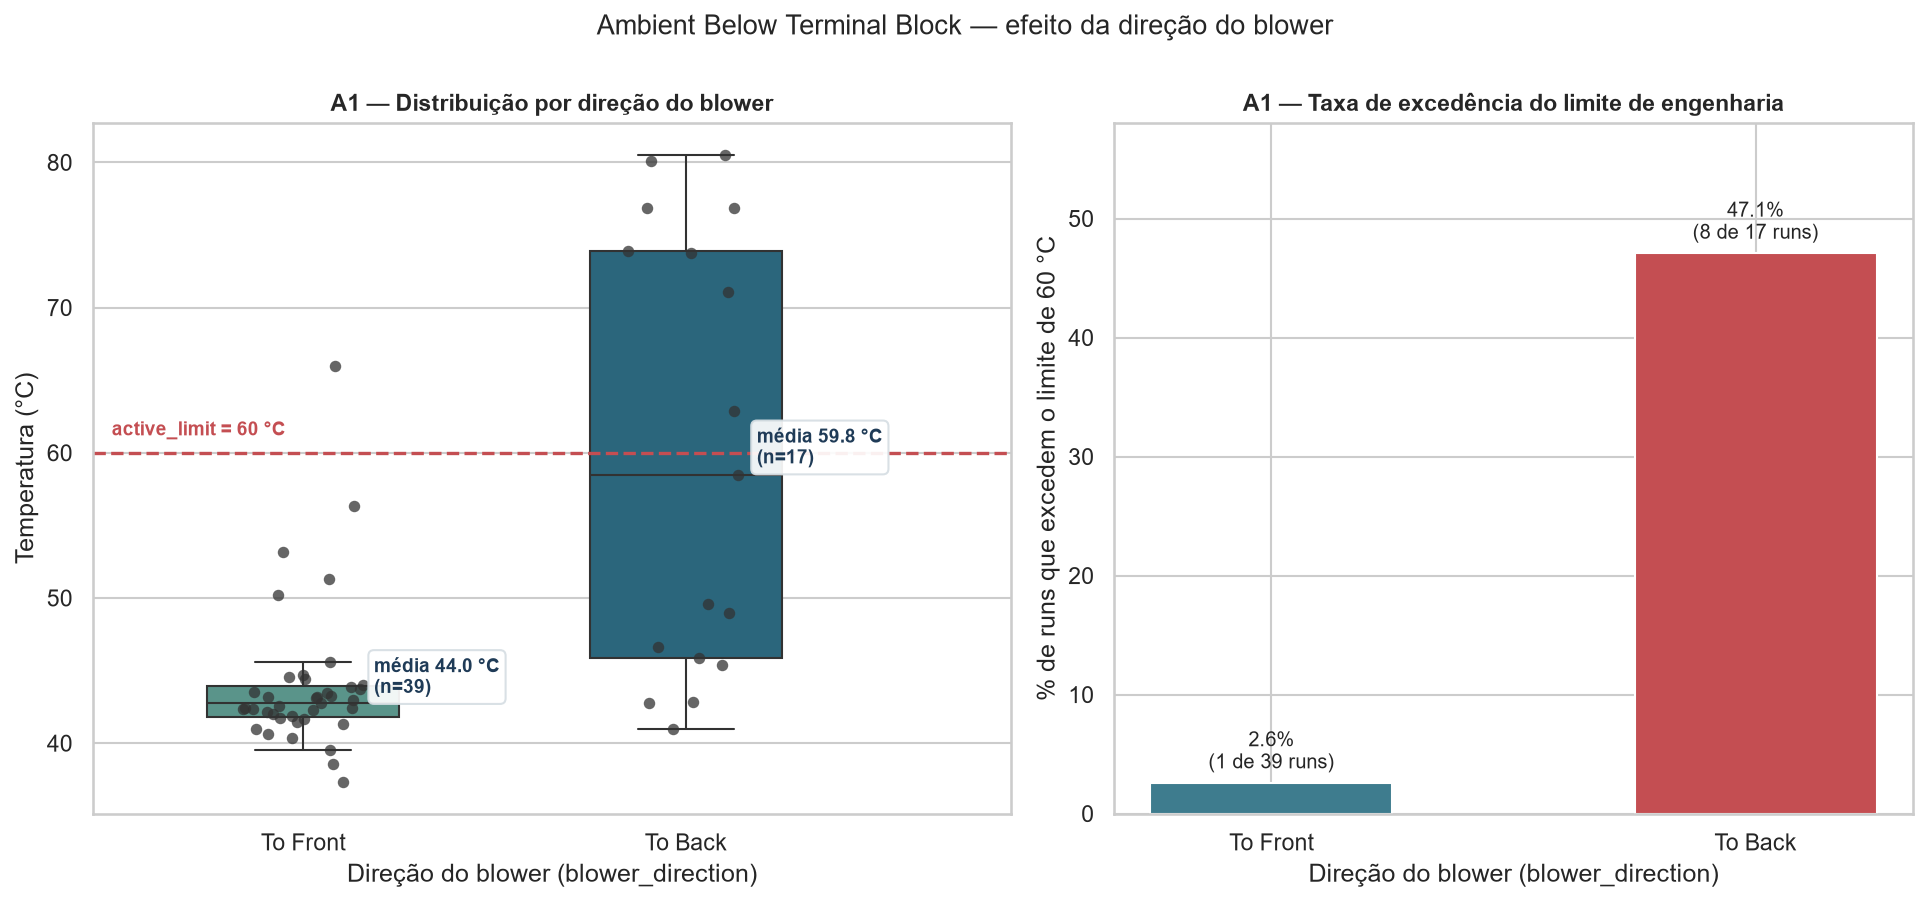 Ambient Below Terminal Block — efeito da direção do blower
A1 — Distribuição por direção do blower
Temperatura (°C)
80
70
60
50
40
active_limit = 60 °C
média 44.0 °C
(n=39)
média 59.8 °C
(n=17)
To Front
To Back
Direção do blower (blower_direction)
A1 — Taxa de excedência do limite de engenharia
% de runs que excedem o limite de 60 °C
50
40
30
20
10
0
2.6%
(1 de 39 runs)
47.1%
(8 de 17 runs)
To Front
To Back
Direção do blower (blower_direction)